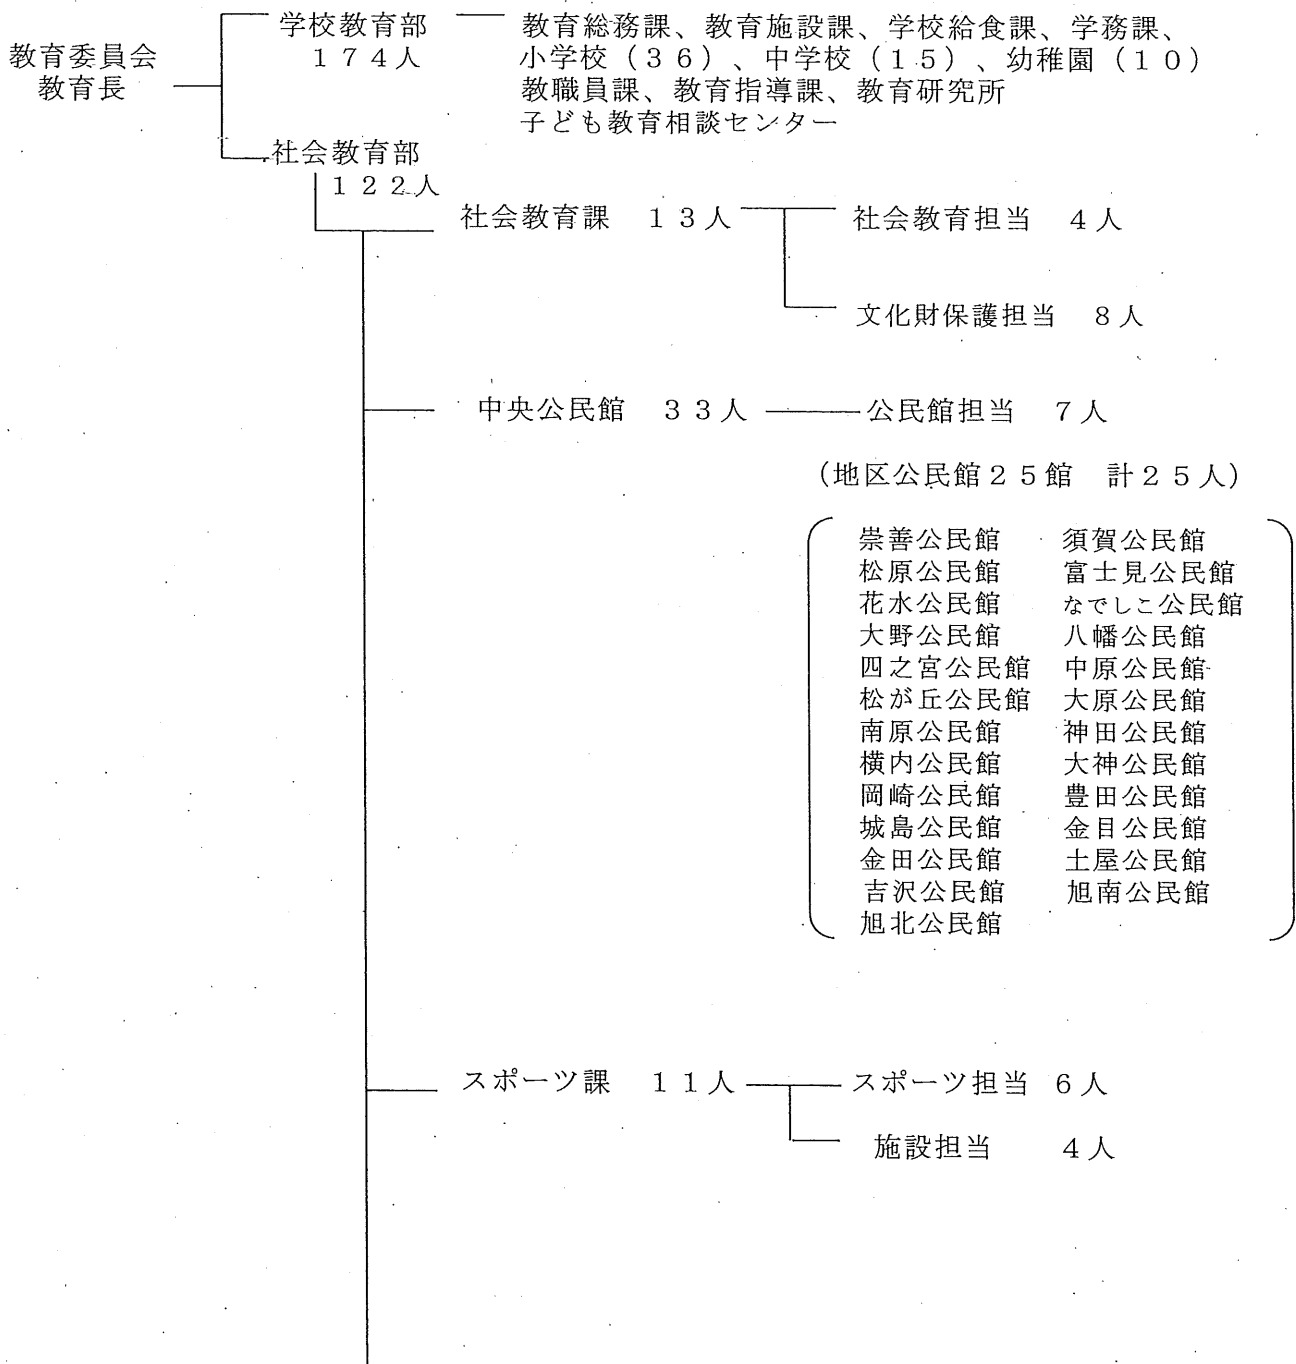 学校教育部
174人
教育総務課、教育施設課、学校給食課、学務課、
小学校(36)、中学校(15)、幼稚園(10)
教職員課、教育指導課、教育研究所
子ども教育相談センター
教育委員会
教育長
社会教育部
122人
社会教育課 13人 社会教育担当 4人
文化財保護担当 8人
中央公民館 33人 公民館担当 7人
(地区公民館25館 計25人)
崇善公民館 須賀公民館
松原公民館 富士見公民館
花水公民館 なでしこ公民館
大野公民館 八幡公民館
四之宮公民館 中原公民館
松が丘公民館 大原公民館
南原公民館 神田公民館
横内公民館 大神公民館
岡崎公民館 豊田公民館
城島公民館 金目公民館
金田公民館 土屋公民館
吉沢公民館 旭南公民館
旭北公民館
スポーツ課 11人 スポーツ担当 6人
施設担当 4人